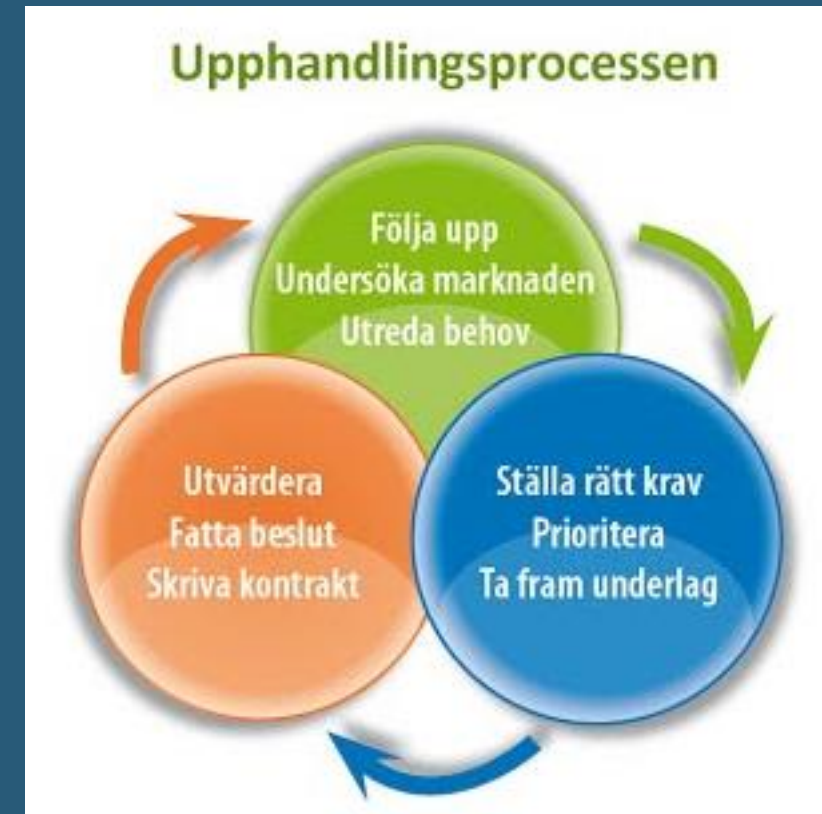 Upphandlingsprocessen
Följa upp
Undersöka marknaden
Utreda behov
Ställa rätt krav
Prioritera
Ta fram underlag
Utvärdera
Fatta beslut
Skriva kontrakt